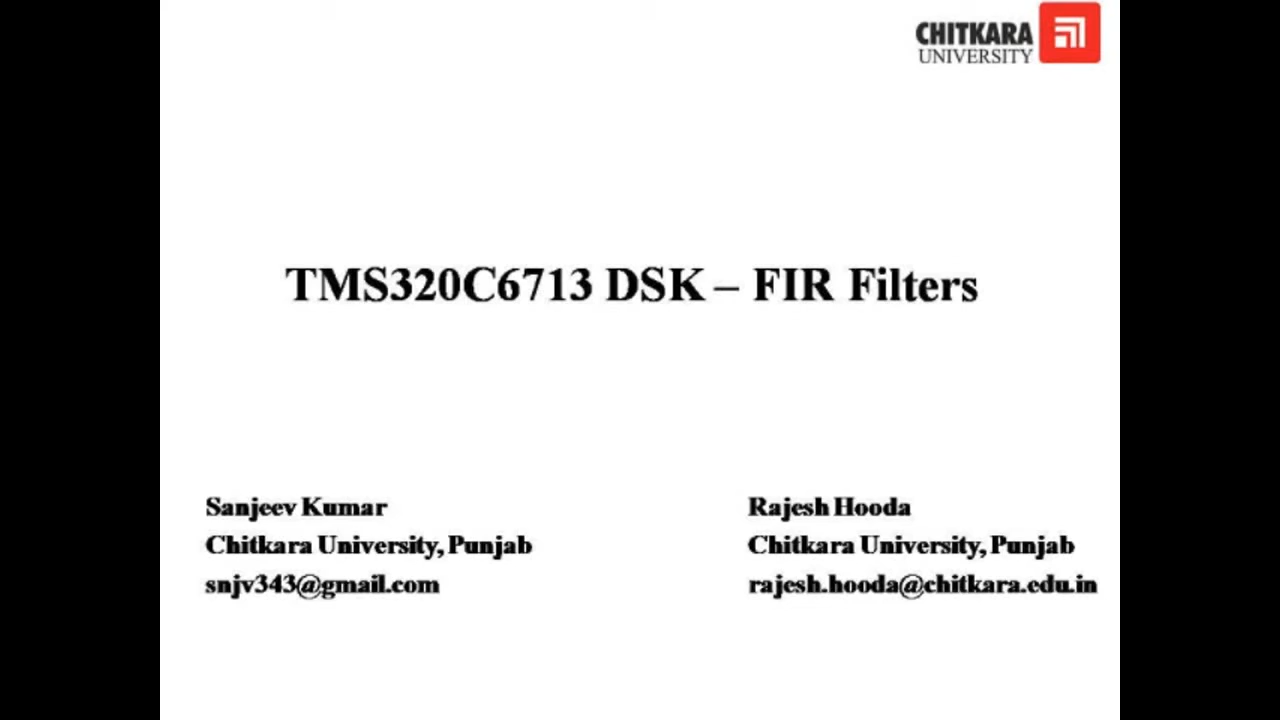 CHITKARA
UNIVERSITY
TMS320C6713 DSK – FIR Filters
Sanjeev Kumar
Chitkara University, Punjab
snjv343@gmail.com
Rajesh Hooda
Chitkara University, Punjab
rajesh.hooda@chitkara.edu.in